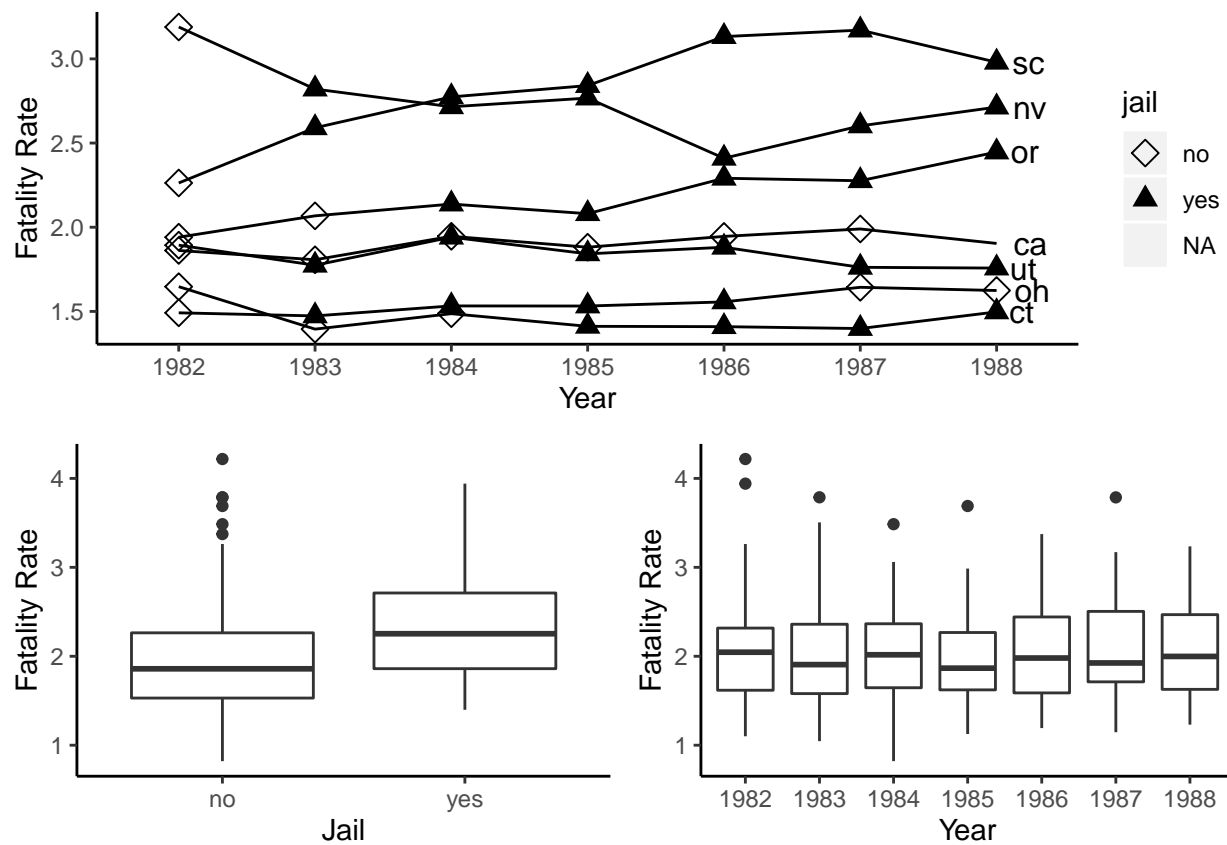 Fatality Rate
3.0
2.5
2.0
1.5
sc
nv
or
ca
ut
oh
ct
1982 1983 1984 1985 1986 1987 1988
Year
jail
no
yes
NA
Fatality Rate
4
3
2
1
no yes
Jail
Fatality Rate
4
3
2
1
1982 1983 1984 1985 1986 1987 1988
Year